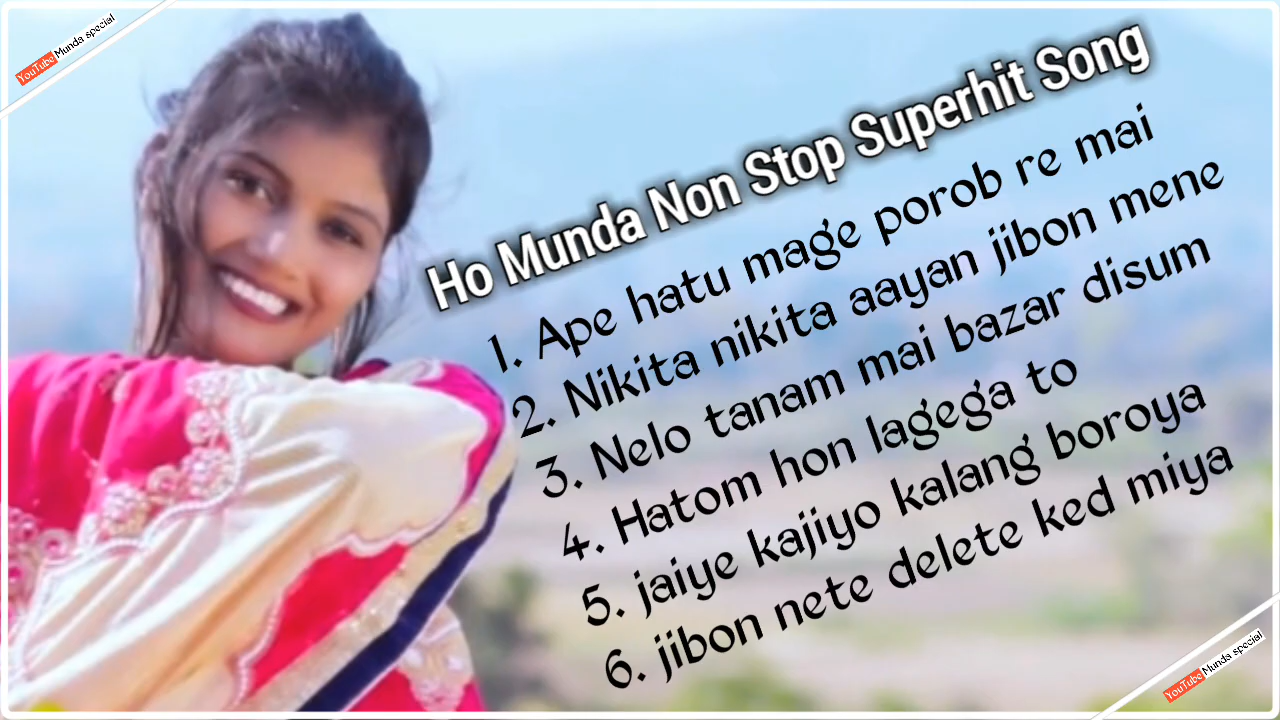 YouTube Munda special
Ho Munda Non Stop Superhit Song
1. Ape hatu mage porob re mai
2. Nikita nikita aayan jibon mene
3. Nelo tanam mai bazar disum
4. Hatom hon lagega to
5. jaiye kajiyo kalang boroya
6. jibon nete delete ked miya
YouTube Munda special